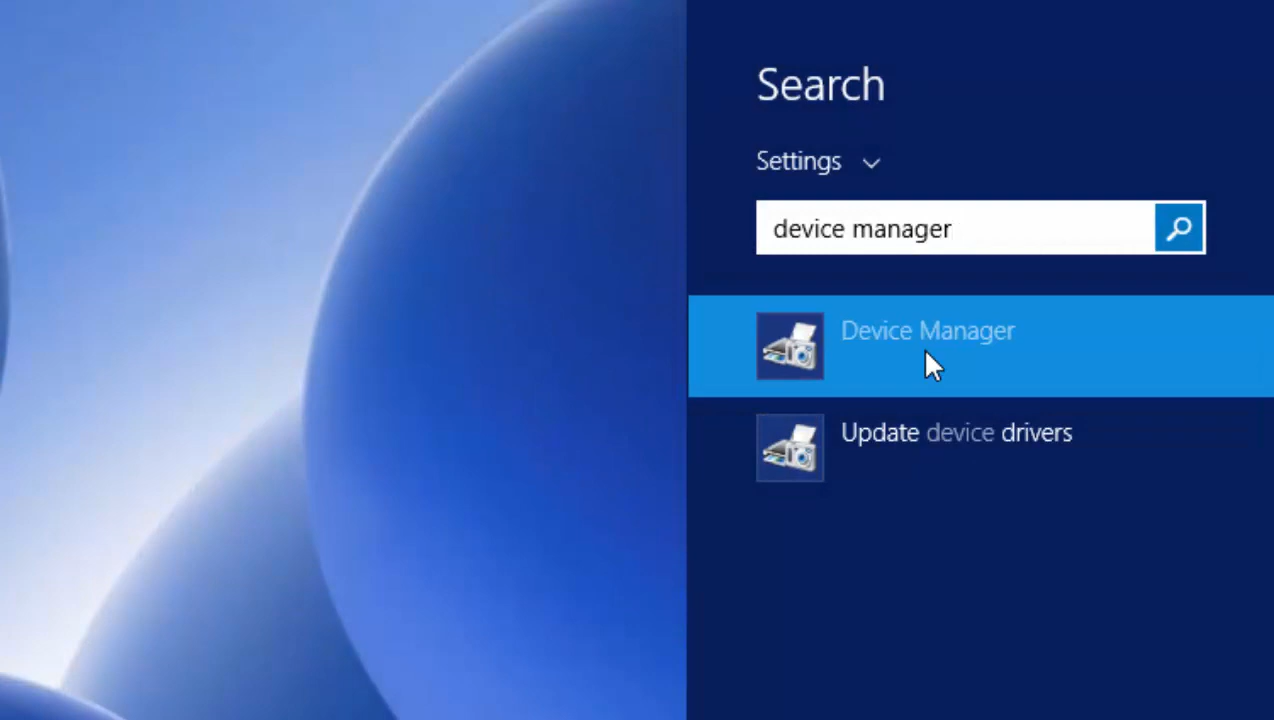 Search
Settings
device manager
Device Manager
Update device drivers